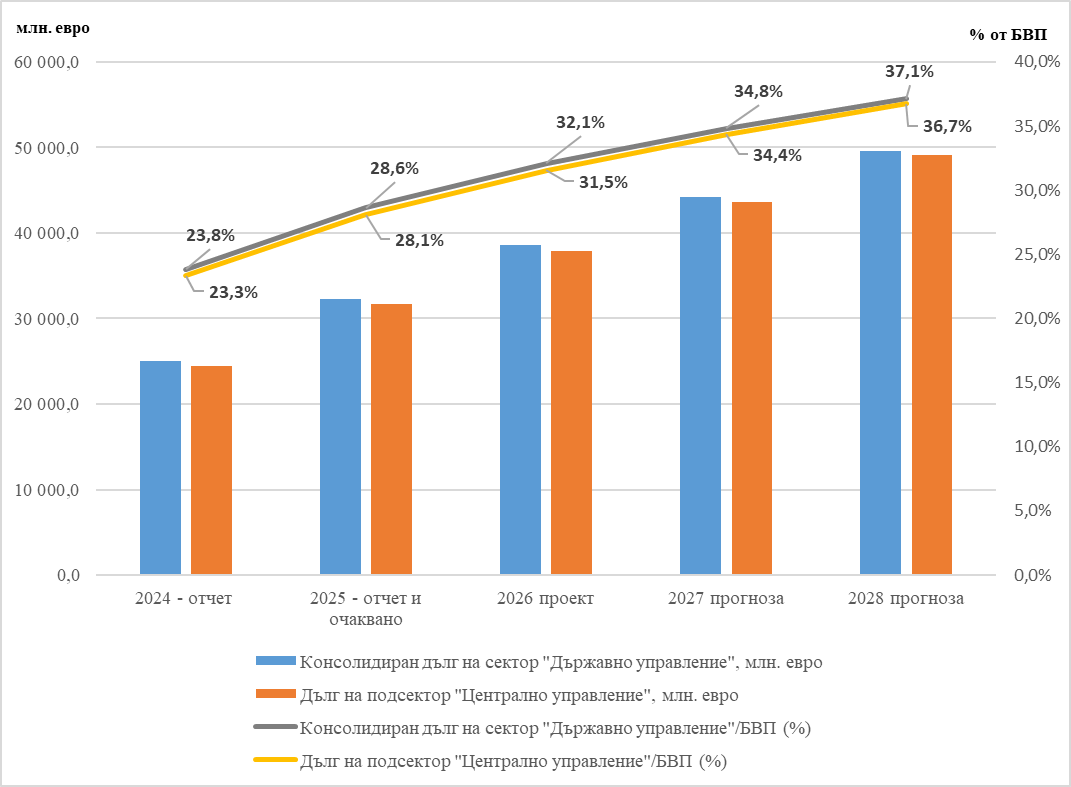 млн. евро
% от БВП
60 000,0
50 000,0
40 000,0
30 000,0
20 000,0
10 000,0
0,0
40,0%
35,0%
30,0%
25,0%
20,0%
15,0%
10,0%
5,0%
0,0%
23,8%
28,6%
32,1%
34,8%
37,1%
23,3%
28,1%
31,5%
34,4%
36,7%
2024 - отчет
2025 - отчет и
очаквано
2026 проект
2027 прогноза
2028 прогноза
Консолидиран дълг на сектор "Държавно управление", млн. евро
Дълг на подсектор "Централно управление", млн. евро
Консолидиран дълг на сектор "Държавно управление"/БВП (%)
Дълг на подсектор "Централно управление"/БВП (%)